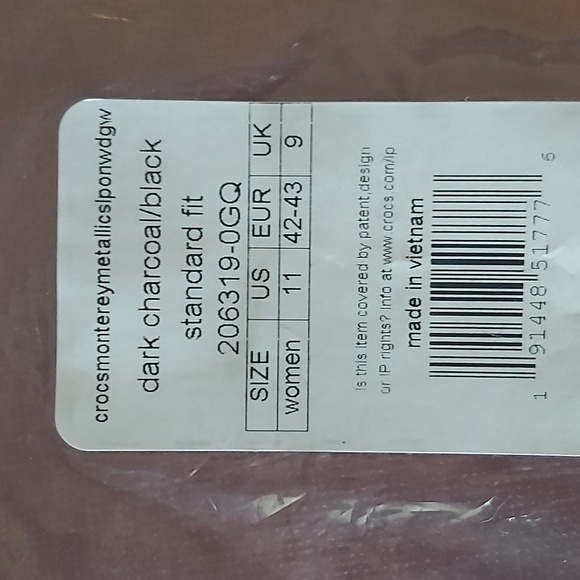 crocsmontereymetallicslponwdgw
dark charcoal/black
standard fit
206319-0GQ
SIZE US EUR UK
women 11 42-43 9
Is this item covered by patent,design
or IP rights? Info at www.crocs.com/ip
made in vietnam
1 91448 51777 6